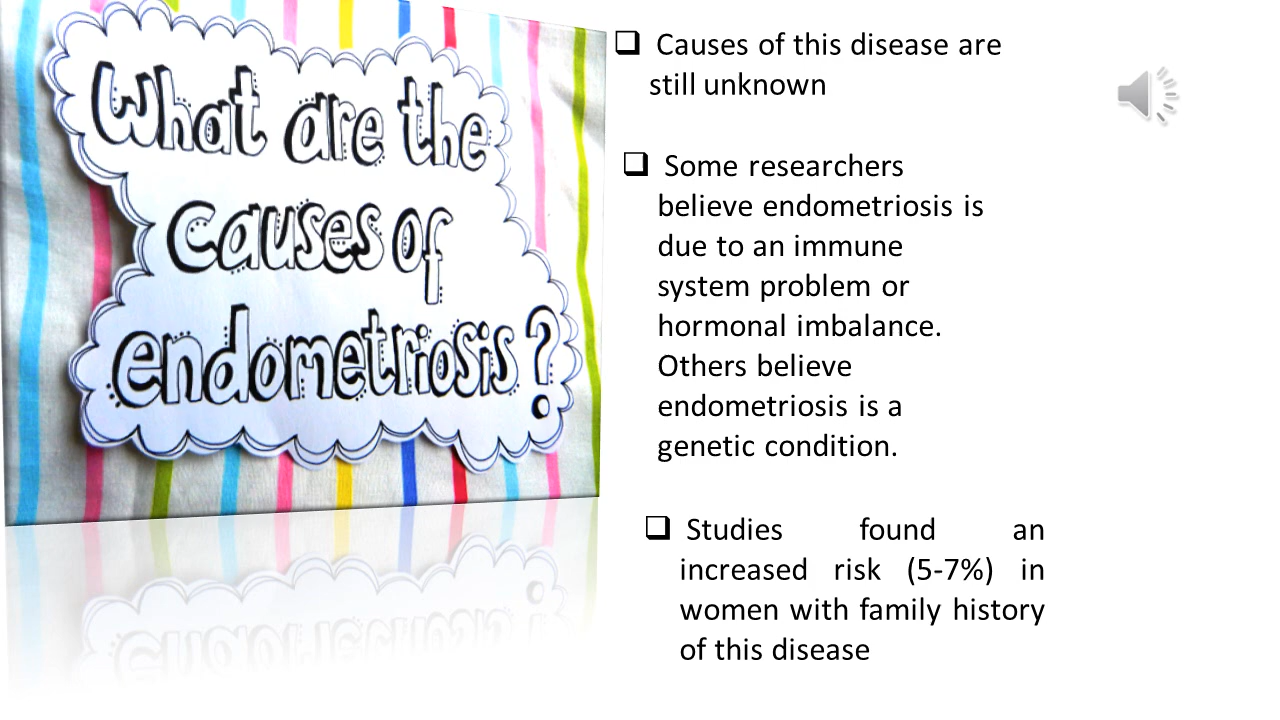 What are the
causes of
endometriosis?
Causes of this disease are
still unknown
Some researchers
believe endometriosis is
due to an immune
system problem or
hormonal imbalance.
Others believe
endometriosis is a
genetic condition.
Studies found an
increased risk (5-7%) in
women with family history
of this disease